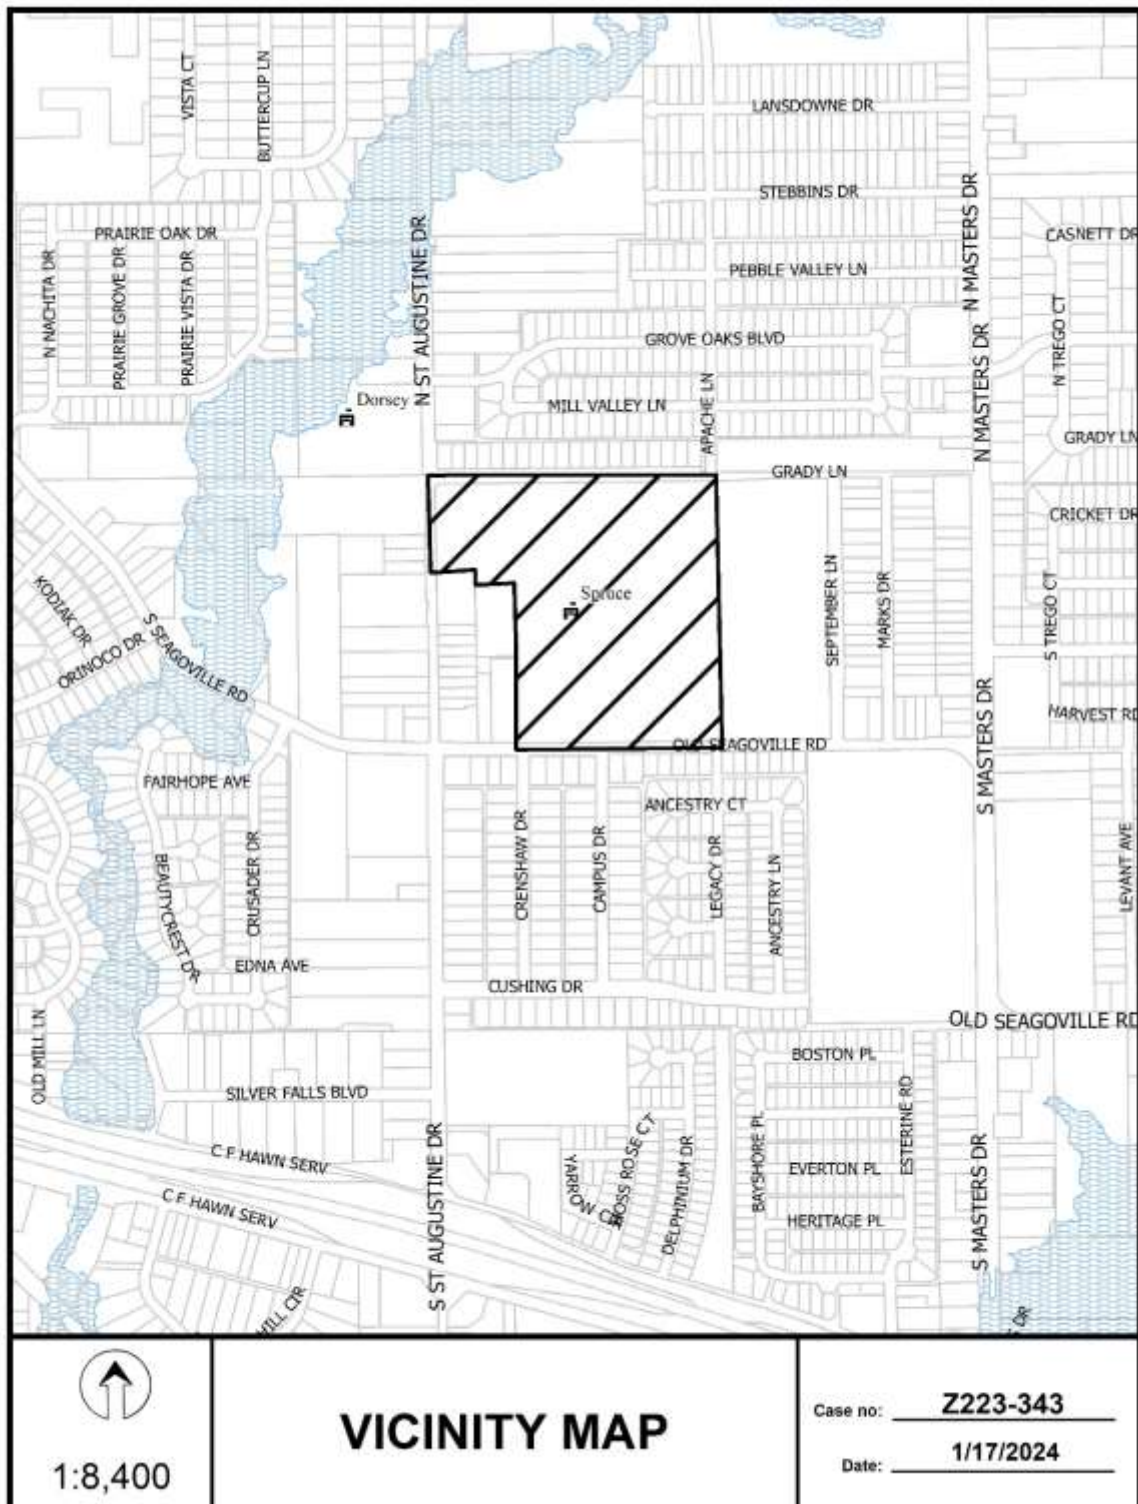 VISTA CT
BUTTERCUP LN
LANSDOWNE DR
STEBBINS DR
N MASTERS DR
PRAIRIE OAK DR
N ST AUGUSTINE DR
CASNETT DR
N NACHITA DR
PRAIRIE GROVE DR
PRAIRIE VISTA DR
PEBBLE VALLEY LN
GROVE OAKS BLVD
N MASTERS DR
N TREGO CT
Dorsey
MILL VALLEY LN
APACHE LN
GRADY LN
GRADY LN
CRICKET DR
KODIAK DR
ORINOCO DR
S SEAGOVILLE RD
Spruce
SEPTEMBER LN
MARKS DR
S TREGO CT
HARVEST RD
S MASTERS DR
OLD SEAGOVILLE RD
FAIRHOPE AVE
ANCESTRY CT
BEAUTYCREST DR
CRUSADER DR
CRENSHAW DR
CAMPUS DR
LEGACY DR
ANCESTRY LN
LEVANT AVE
EDNA AVE
CUSHING DR
OLD SEAGOVILLE RD
OLD MILL LN
BOSTON PL
SILVER FALLS BLVD
ESTERINE RD
C F HAWN SERV
S ST AUGUSTINE DR
YARROW
ROSE CT
DELPHINIUM DR
BAYSHORE PL
EVERTON PL
S MASTERS DR
C F HAWN SERV
HERITAGE PL
HILL CIR
DR
1:8,400
VICINITY MAP
Case no: Z223-343
Date: 1/17/2024